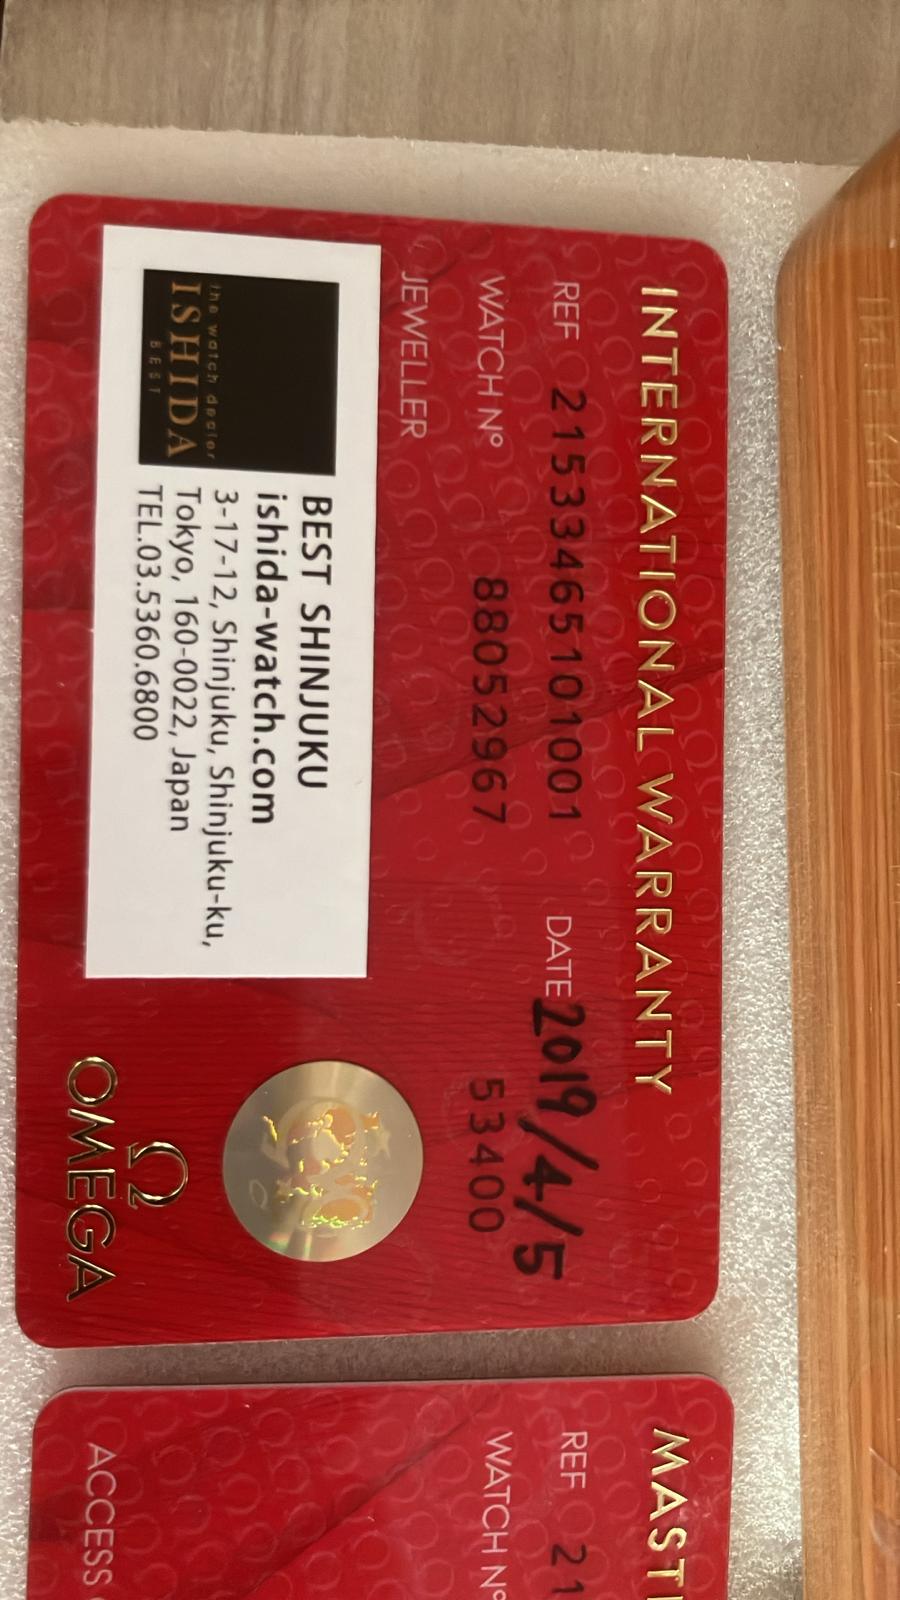 INTERNATIONAL WARRANTY
REF 21533465101001 DATE 2019/4/5
WATCH Nº 88052967 53400
JEWELLER
the watch dealer
ISHIDA
BEST
BEST SHINJUKU
ishida-watch.com
3-17-12, Shinjuku, Shinjuku-ku,
Tokyo, 160-0022, Japan
TEL.03.5360.6800
Ω
OMEGA
MAST
REF 21
WATCH Nº
ACCESS